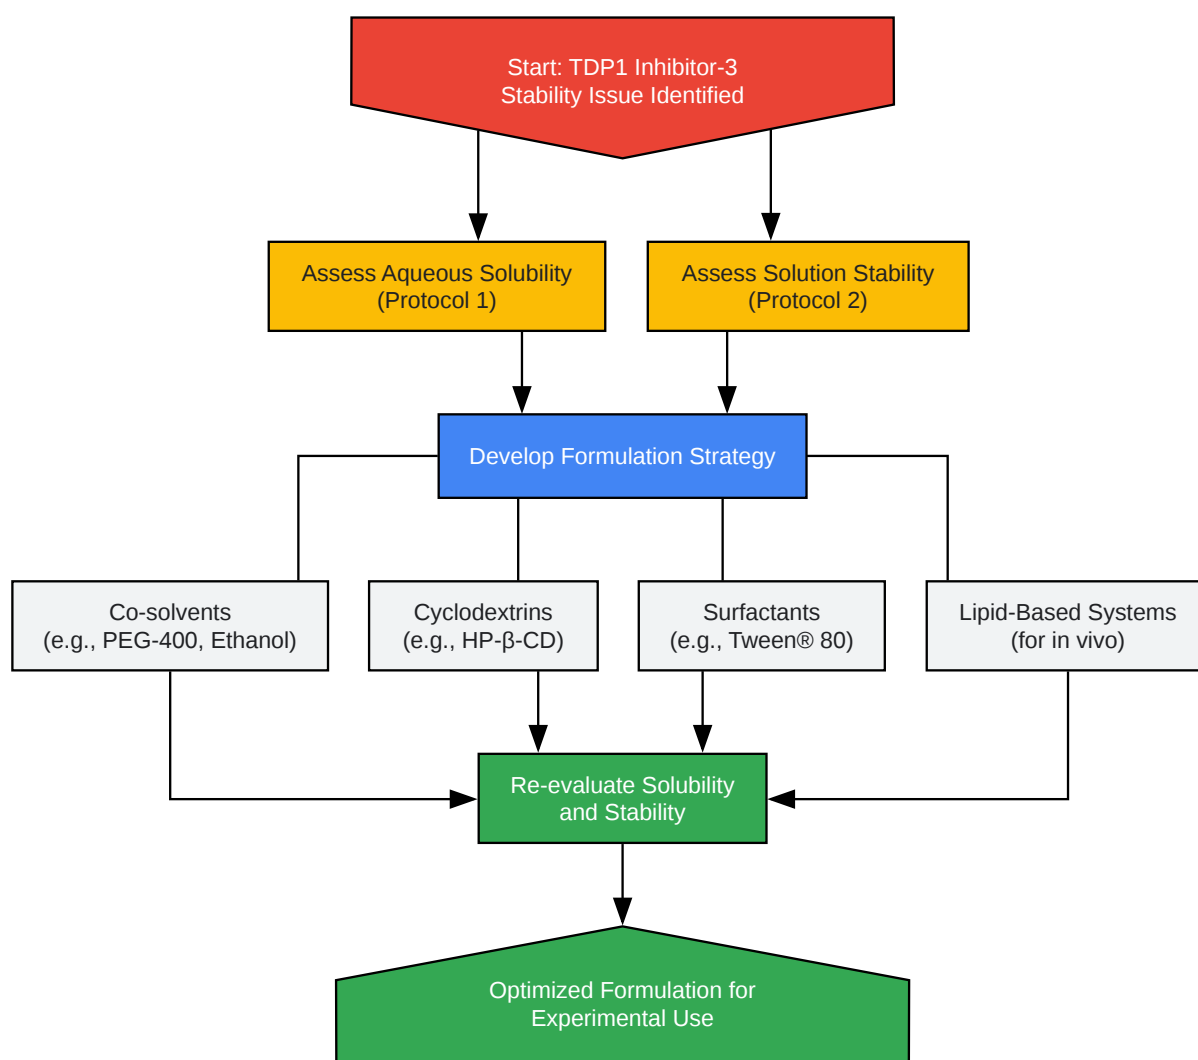 Start: TDP1 Inhibitor-3
Stability Issue Identified
Assess Aqueous Solubility
(Protocol 1)
Assess Solution Stability
(Protocol 2)
Develop Formulation Strategy
Co-solvents
(e.g., PEG-400, Ethanol)
Cyclodextrins
(e.g., HP-β-CD)
Surfactants
(e.g., Tween® 80)
Lipid-Based Systems
(for in vivo)
Re-evaluate Solubility
and Stability
Optimized Formulation for
Experimental Use